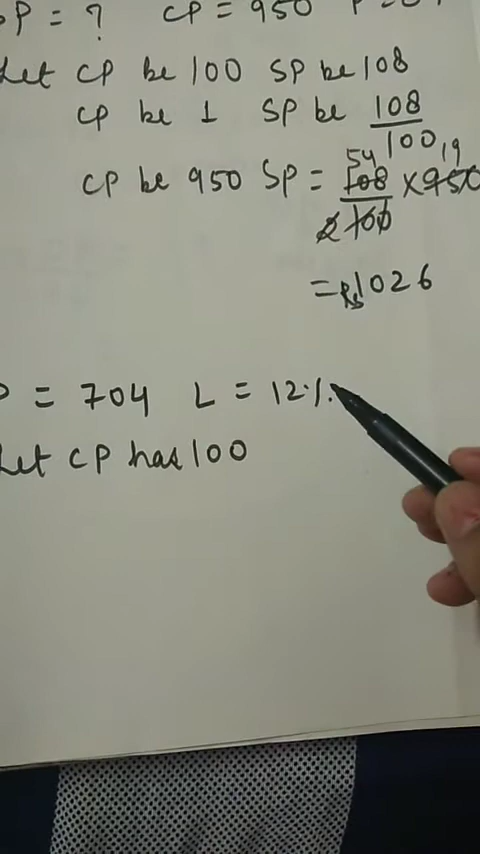 SP = ? CP = 950 P =
Let CP be 100 SP be 108
CP be 1 SP be 108/100
CP be 950 SP = 108/100 × 950
54 19
2
= Rs 1026
P = 704 L = 12%.
Let CP has 100